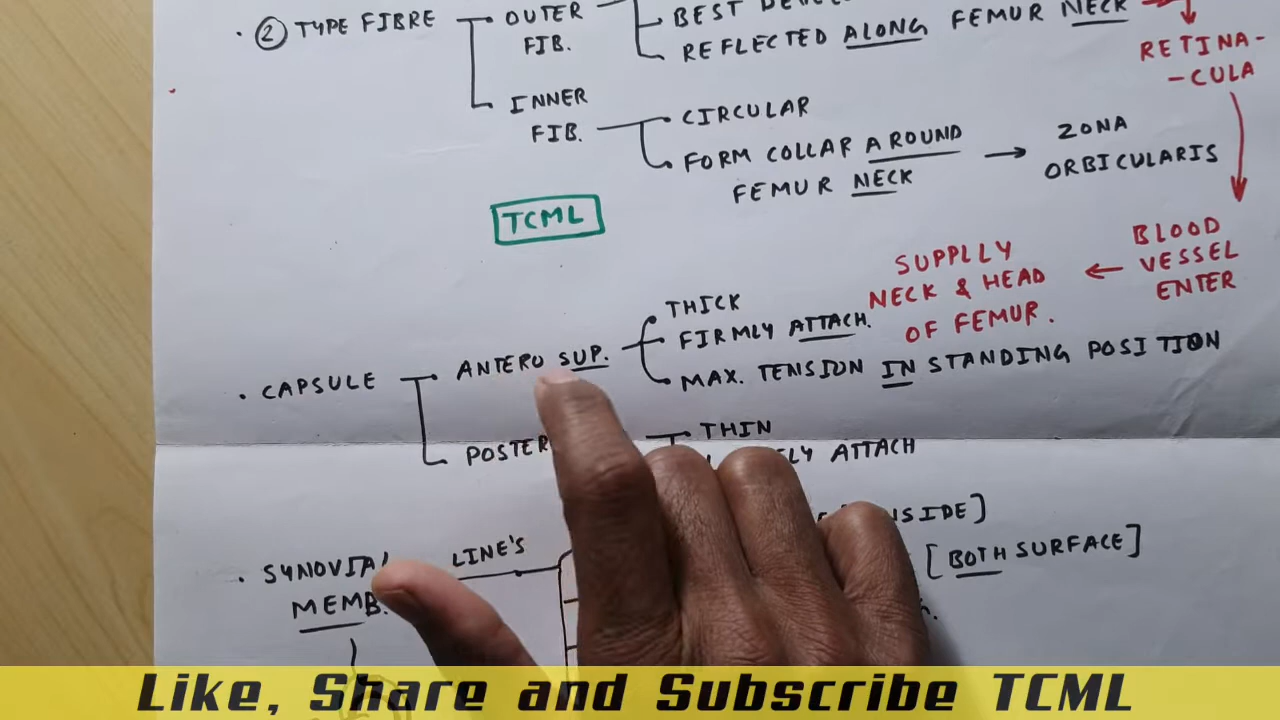 BEST
REFLECTED ALONG FEMUR NECK
• ② TYPE FIBRE
OUTER
FIB.
RETINA-
-CULA
INNER
FIB.
CIRCULAR
FORM COLLAR AROUND
FEMUR NECK
ZONA
ORBICULARIS
TCML
BLOOD
VESSEL
ENTER
SUPPLLY
NECK & HEAD
OF FEMUR.
• CAPSULE
ANTERO SUP.
THICK
FIRMLY ATTACH.
MAX. TENSION IN STANDING POSITION
THIN
ATTACH
• SYNOVIAL
MEMB.
LINE'S
[BOTH SURFACE]
Like, Share and Subscribe TCML